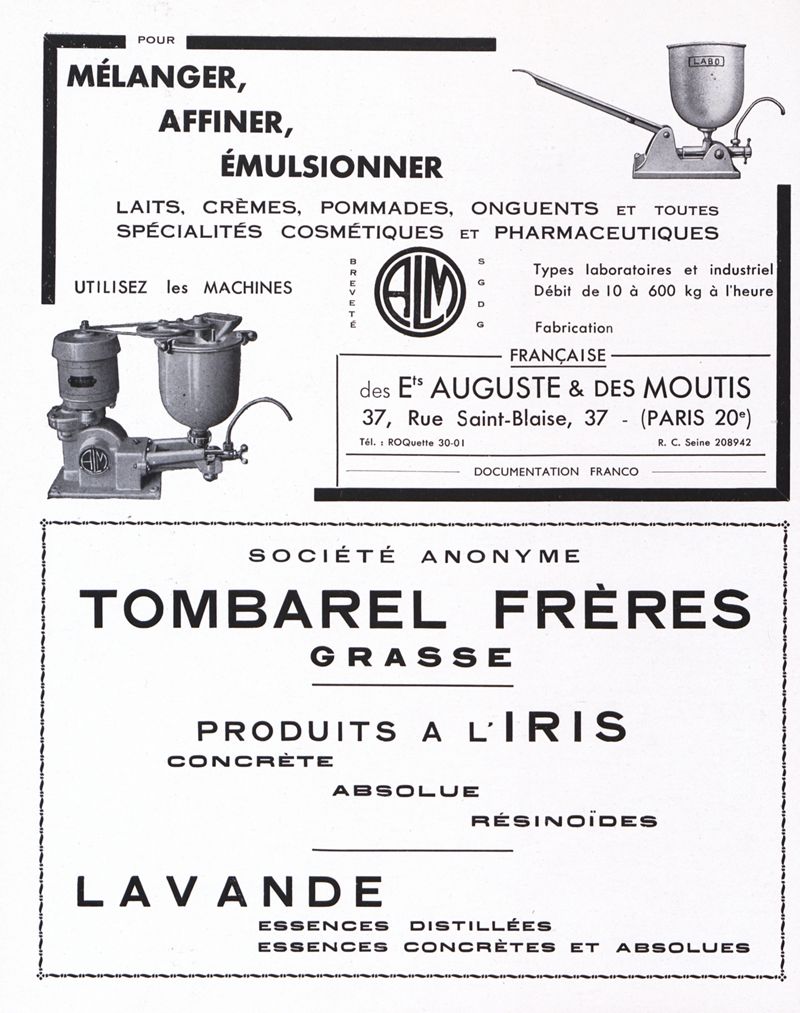 POUR
MÉLANGER,
AFFINER,
ÉMULSIONNER
LABO
LAITS, CRÈMES, POMMADES, ONGUENTS ET TOUTES
SPÉCIALITÉS COSMÉTIQUES ET PHARMACEUTIQUES
UTILISEZ les MACHINES
BREVETÉ
ALM
SGDG
Types laboratoires et industriel
Débit de 10 à 600 kg à l'heure
Fabrication
FRANÇAISE
des Ets AUGUSTE & DES MOUTIS
37, Rue Saint-Blaise, 37 - (PARIS 20e)
Tél. : ROQuette 30-01 R. C. Seine 208942
DOCUMENTATION FRANCO
ALM
SOCIÉTÉ ANONYME
TOMBAREL FRÈRES
GRASSE
PRODUITS A L'IRIS
CONCRÈTE
ABSOLUE
RÉSINOÏDES
LAVANDE
ESSENCES DISTILLÉES
ESSENCES CONCRÈTES ET ABSOLUES